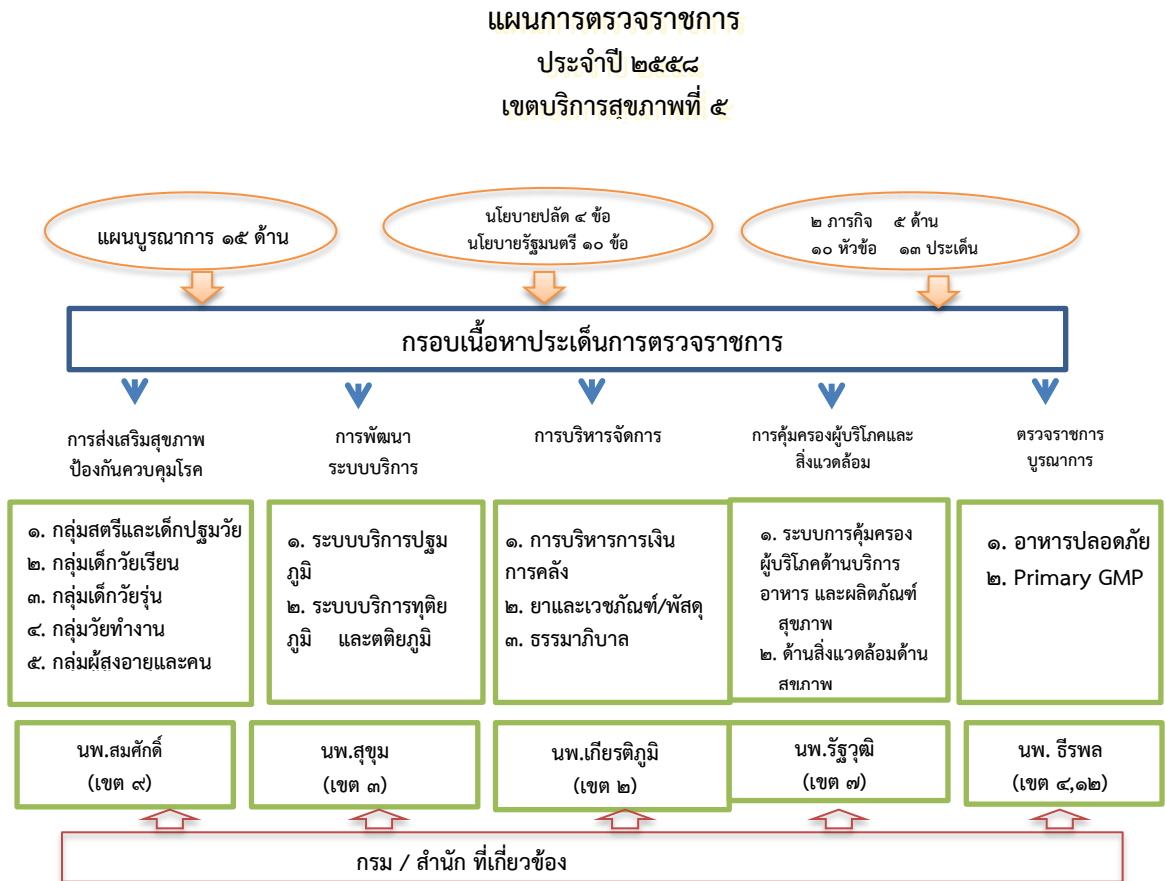 แผนการตรวจราชการ
ประจำปี ๒๕๕๘
เขตบริการสุขภาพที่ ๕
แผนบูรณาการ ๑๕ ด้าน
นโยบายปลัด ๔ ข้อ
นโยบายรัฐมนตรี ๑๐ ข้อ
๒ ภารกิจ ๕ ด้าน
๑๐ หัวข้อ ๑๓ ประเด็น
กรอบเนื้อหาประเด็นการตรวจราชการ
การส่งเสริมสุขภาพ
ป้องกันควบคุมโรค
การพัฒนา
ระบบบริการ
การบริหารจัดการ
การคุ้มครองผู้บริโภคและ
สิ่งแวดล้อม
ตรวจราชการ
บูรณาการ
๑. กลุ่มสตรีและเด็กปฐมวัย
๒. กลุ่มเด็กวัยเรียน
๓. กลุ่มเด็กวัยรุ่น
๔. กลุ่มวัยทำงาน
๕. กลุ่มผู้สูงอายุและคน
๑. ระบบบริการปฐม
ภูมิ
๒. ระบบบริการทุติย
ภูมิ และตติยภูมิ
๑. การบริหารการเงิน
การคลัง
๒. ยาและเวชภัณฑ์/พัสดุ
๓. ธรรมาภิบาล
๑. ระบบการคุ้มครอง
ผู้บริโภคด้านบริการ
อาหาร และผลิตภัณฑ์
สุขภาพ
๒. ด้านสิ่งแวดล้อมด้าน
สุขภาพ
๑. อาหารปลอดภัย
๒. Primary GMP
นพ.สมศักดิ์
(เขต ๙)
นพ.สุขุม
(เขต ๓)
นพ.เกียรติภูมิ
(เขต ๒)
นพ.รัฐวุฒิ
(เขต ๗)
นพ. ธีรพล
(เขต ๔,๑๒)
กรม / สำนัก ที่เกี่ยวข้อง